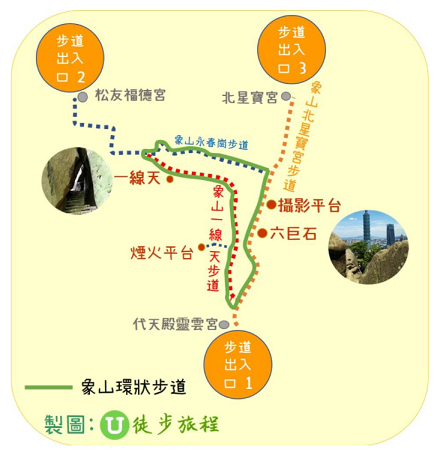 步道
出入
口 2
步道
出入
口 3
松友福德宮
北星寶宮
象山北星寶宮步道
象山永春崗步道
一線天
象山一線天步道
攝影平台
六巨石
煙火平台
代天殿靈雲宮
步道
出入
口 1
象山環狀步道
製圖:U徒步旅程